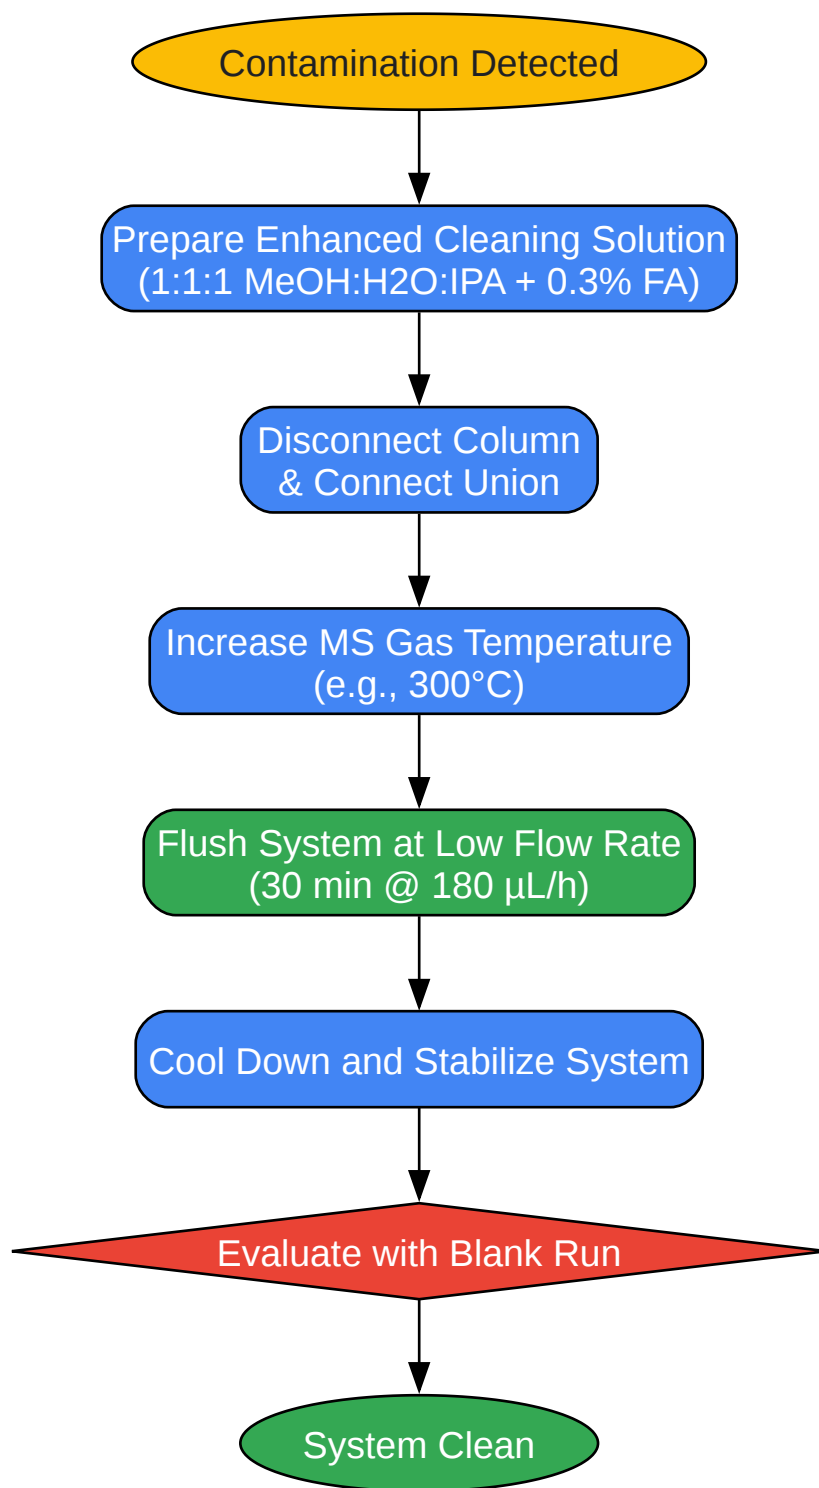 Contamination Detected
Prepare Enhanced Cleaning Solution
(1:1:1 MeOH:H2O:IPA + 0.3% FA)
Disconnect Column
& Connect Union
Increase MS Gas Temperature
(e.g., 300°C)
Flush System at Low Flow Rate
(30 min @ 180 µL/h)
Cool Down and Stabilize System
Evaluate with Blank Run
System Clean